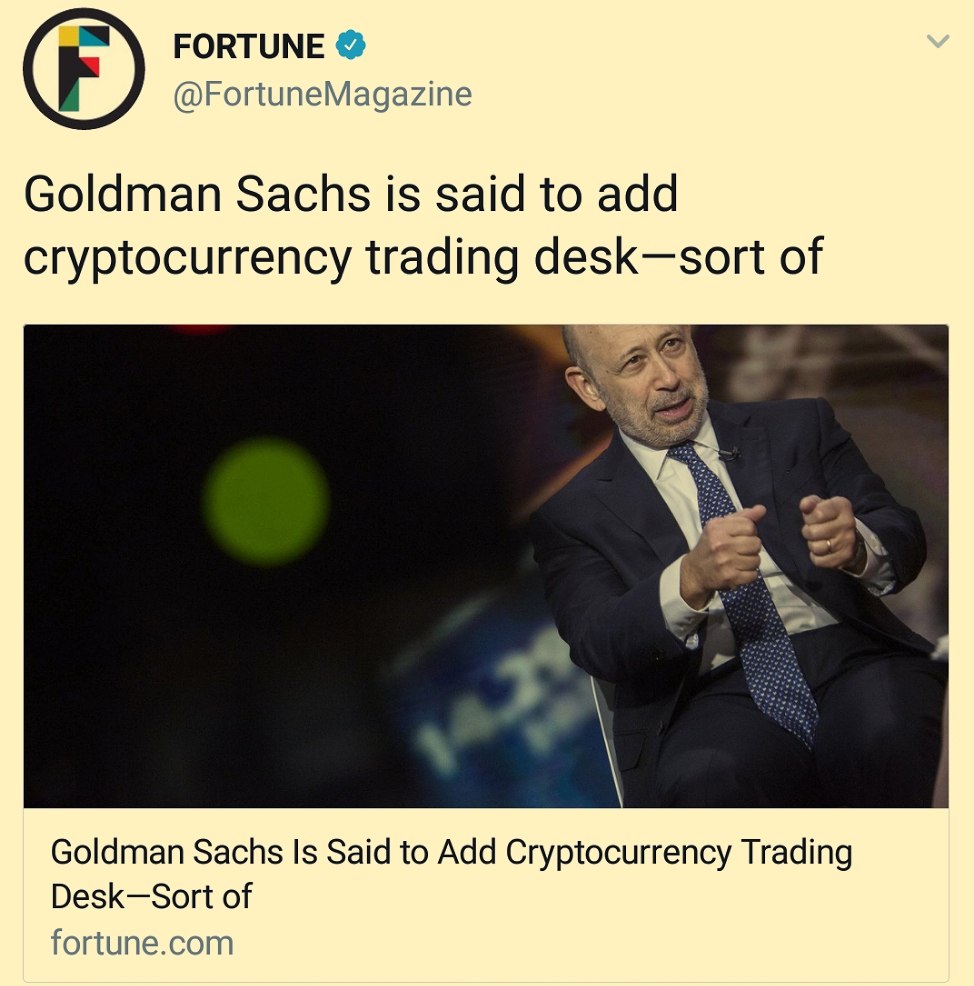 FORTUNE
@FortuneMagazine
Goldman Sachs is said to add
cryptocurrency trading desk—sort of
Goldman Sachs Is Said to Add Cryptocurrency Trading
Desk—Sort of
fortune.com